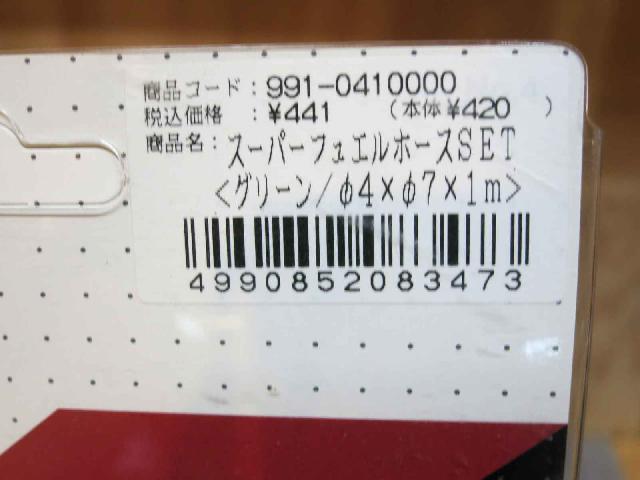 商品コード：991-0410000
税込価格 ：¥441 （本体¥420 ）
商品名：スーパーフュエルホースSET
<グリーン/φ4×φ7×1m>
4990852083473